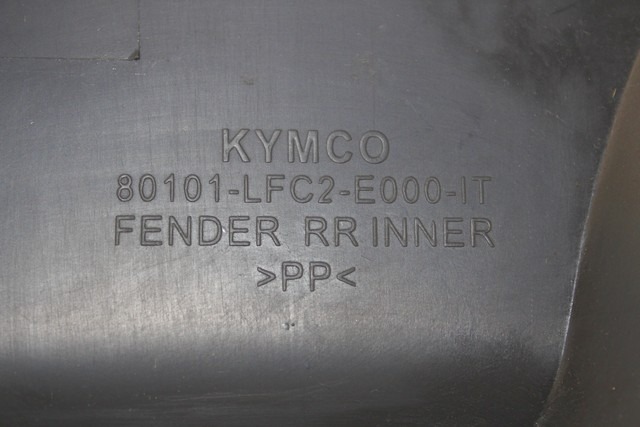 KYMCO
80101-LFC2-E000-IT
FENDER RR INNER
>PP<